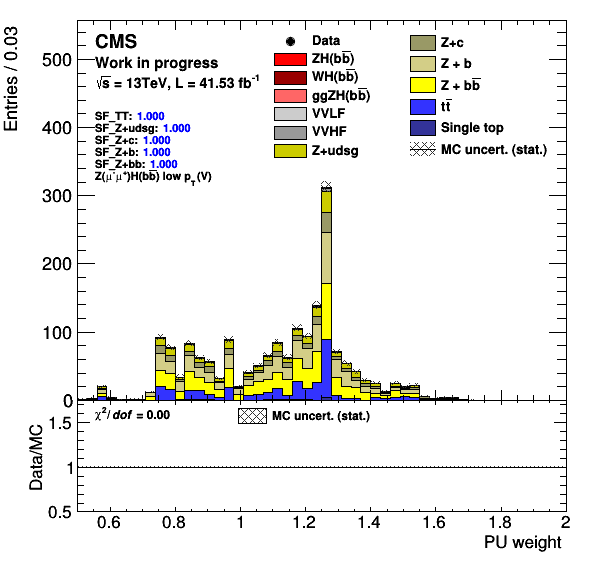 CMS
Work in progress
√s = 13TeV, L = 41.53 fb⁻¹
SF_TT: 1.000
SF_Z+udsg: 1.000
SF_Z+c: 1.000
SF_Z+b: 1.000
SF_Z+bb: 1.000
Z(μ⁻μ⁺)H(bb̅) low p_T(V)
Data
ZH(bb̅)
WH(bb̅)
ggZH(bb̅)
VVLF
VVHF
Z+udsg
Z+c
Z + b
Z + bb̅
tt̅
Single top
MC uncert. (stat.)
Entries / 0.03
500
400
300
200
100
0
χ²/dof = 0.00
MC uncert. (stat.)
Data/MC
1.5
1
0.5
0.6 0.8 1 1.2 1.4 1.6 1.8 2
PU weight